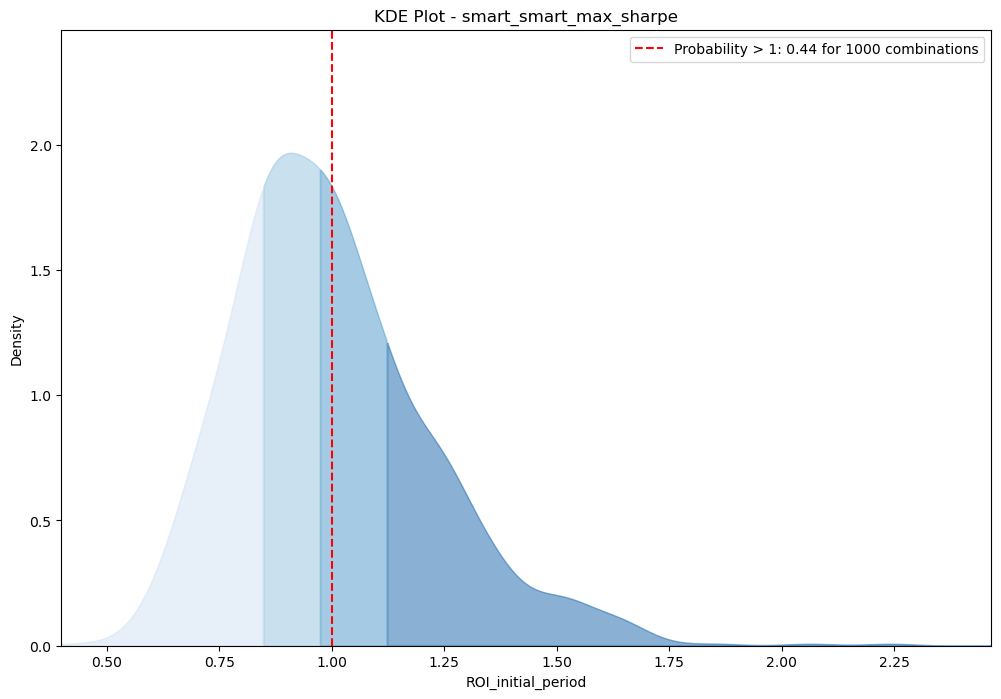 KDE Plot - smart_smart_max_sharpe
Probability > 1: 0.44 for 1000 combinations
Density
2.0
1.5
1.0
0.5
0.0
0.50 0.75 1.00 1.25 1.50 1.75 2.00 2.25
ROI_initial_period